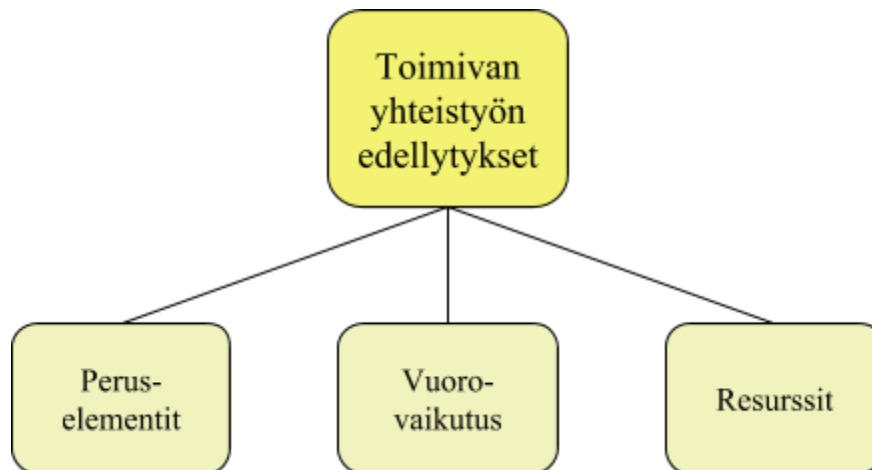 Toimivan
yhteistyön
edellytykset
Perus-
elementit
Vuoro-
vaikutus
Resurssit